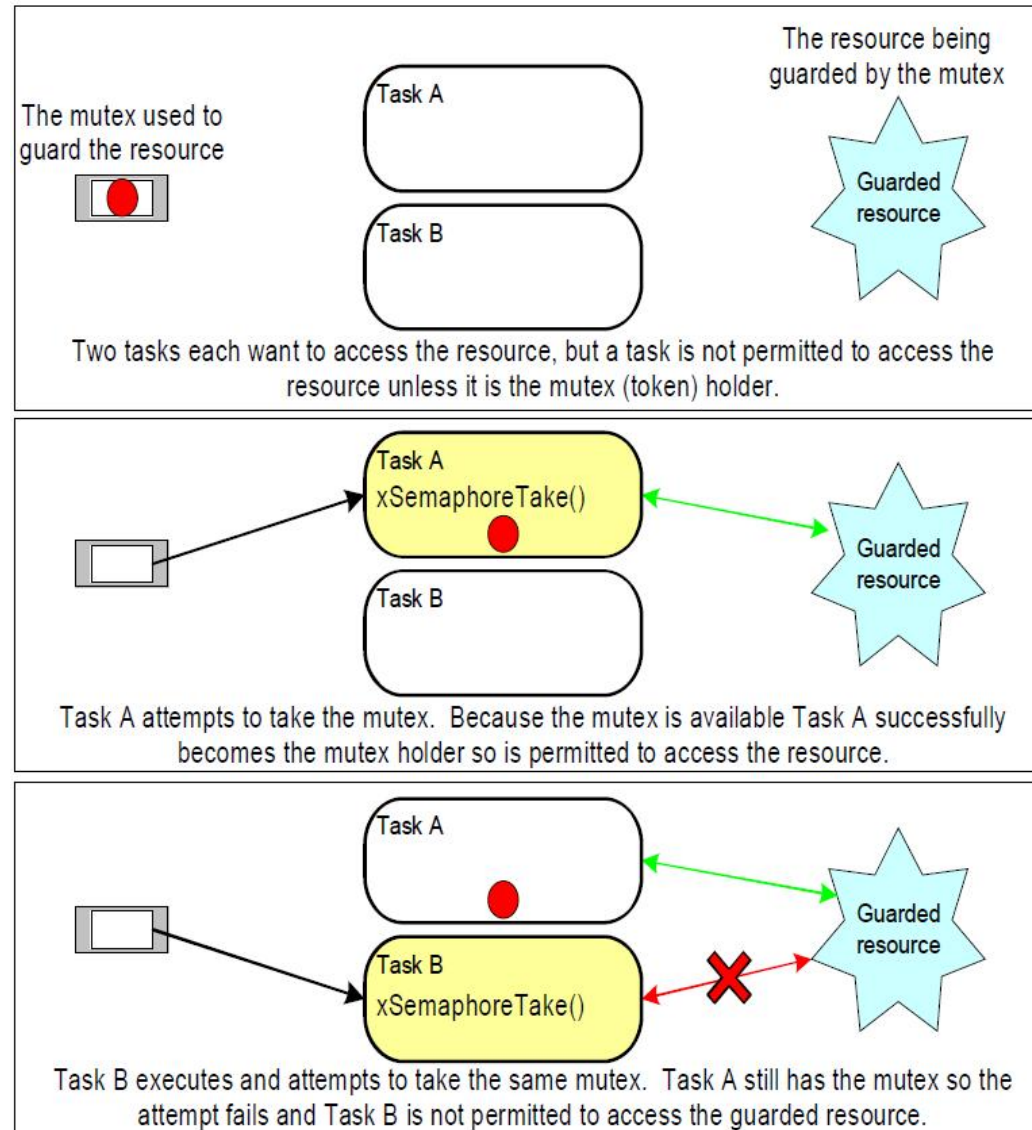 The resource being
guarded by the mutex
Task A
The mutex used to
guard the resource
Guarded
resource
Task B
Two tasks each want to access the resource, but a task is not permitted to access the
resource unless it is the mutex (token) holder.
Task A
xSemaphoreTake()
Guarded
resource
Task B
Task A attempts to take the mutex. Because the mutex is available Task A successfully
becomes the mutex holder so is permitted to access the resource.
Task A
Guarded
resource
Task B
xSemaphoreTake()
Task B executes and attempts to take the same mutex. Task A still has the mutex so the
attempt fails and Task B is not permitted to access the guarded resource.